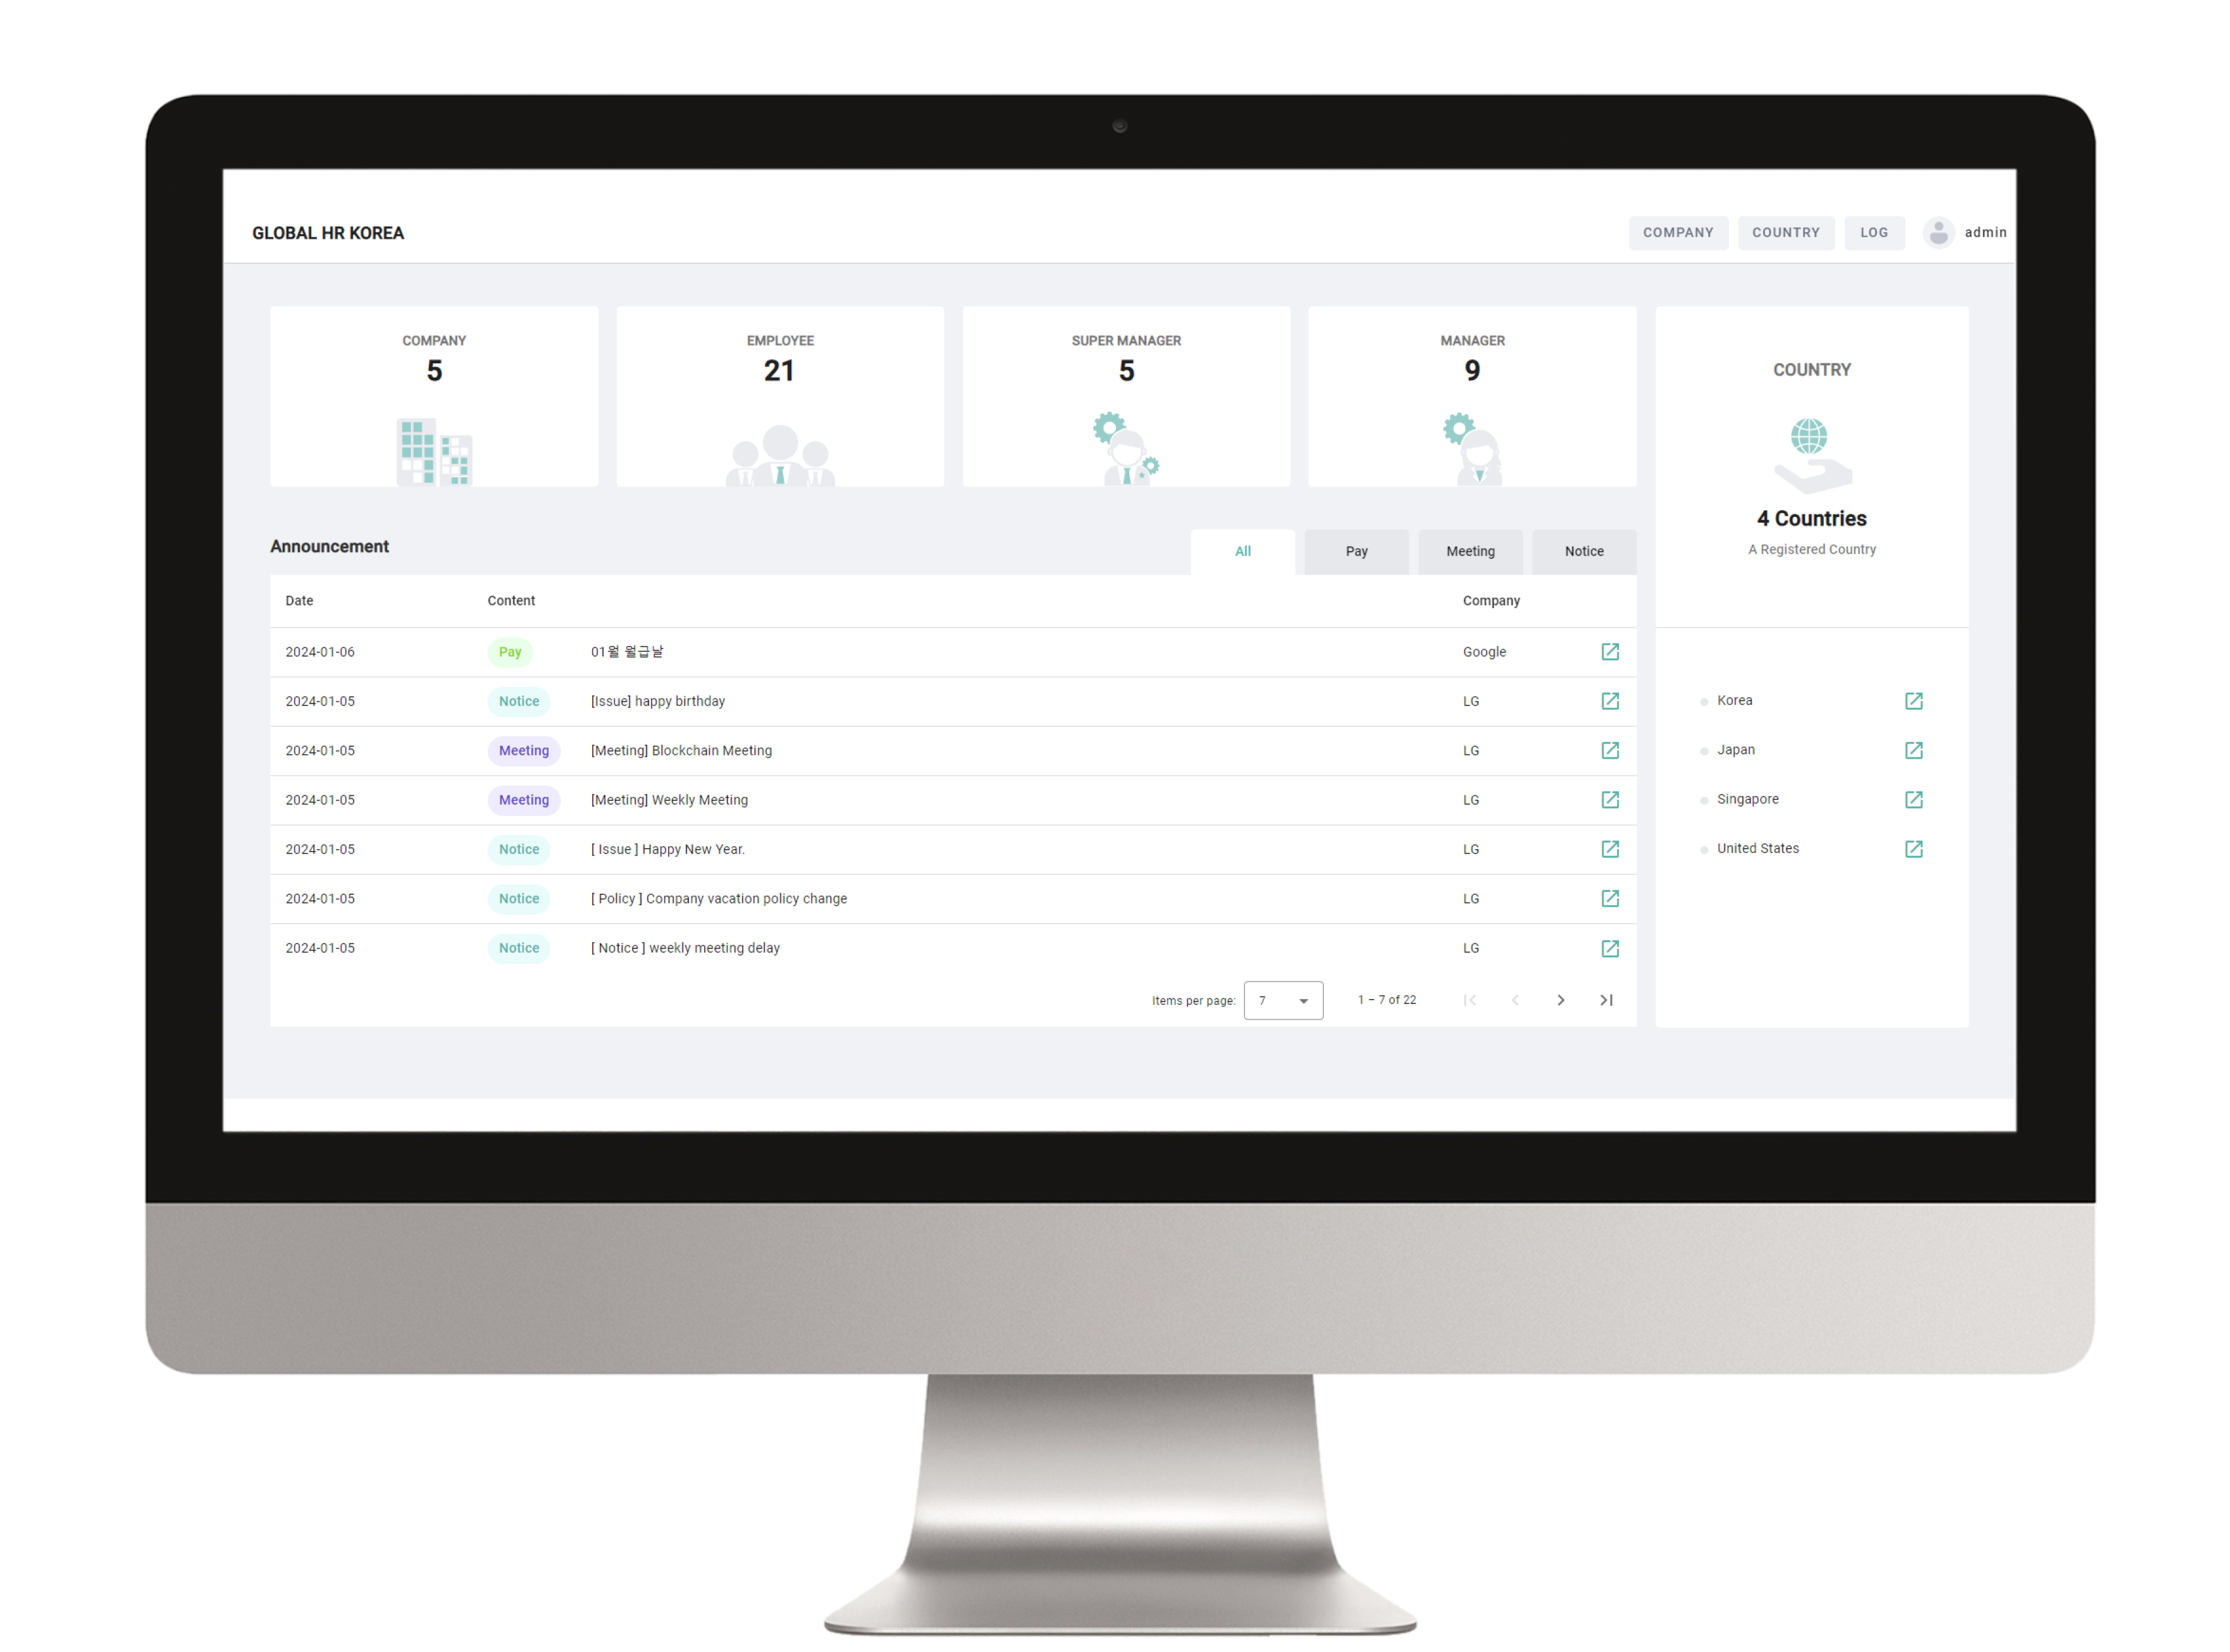 GLOBAL HR KOREA
COMPANY COUNTRY LOG admin
COMPANY
5
EMPLOYEE
21
SUPER MANAGER
5
MANAGER
9
COUNTRY
4 Countries
A Registered Country
Announcement
All Pay Meeting Notice
Date Content Company
2024-01-06 Pay 01월 월급날 Google
2024-01-05 Notice [Issue] happy birthday LG
2024-01-05 Meeting [Meeting] Blockchain Meeting LG
2024-01-05 Meeting [Meeting] Weekly Meeting LG
2024-01-05 Notice [ Issue ] Happy New Year. LG
2024-01-05 Notice [ Policy ] Company vacation policy change LG
2024-01-05 Notice [ Notice ] weekly meeting delay LG
Items per page: 7 1 – 7 of 22
Korea
Japan
Singapore
United States